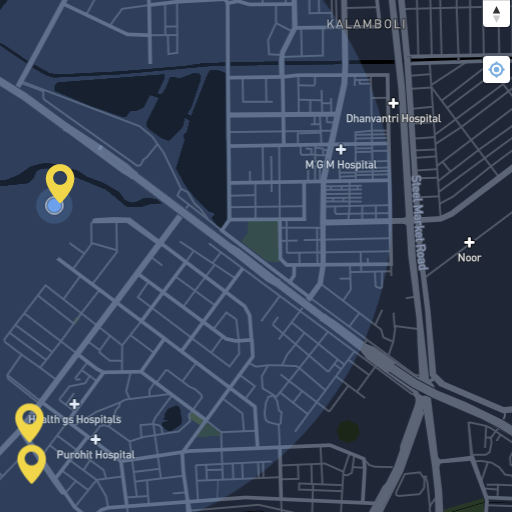 KALAMBOLI
Dhanvantri Hospital
M G M Hospital
Steel Market Road
Noor
Health gs Hospitals
Purohit Hospital